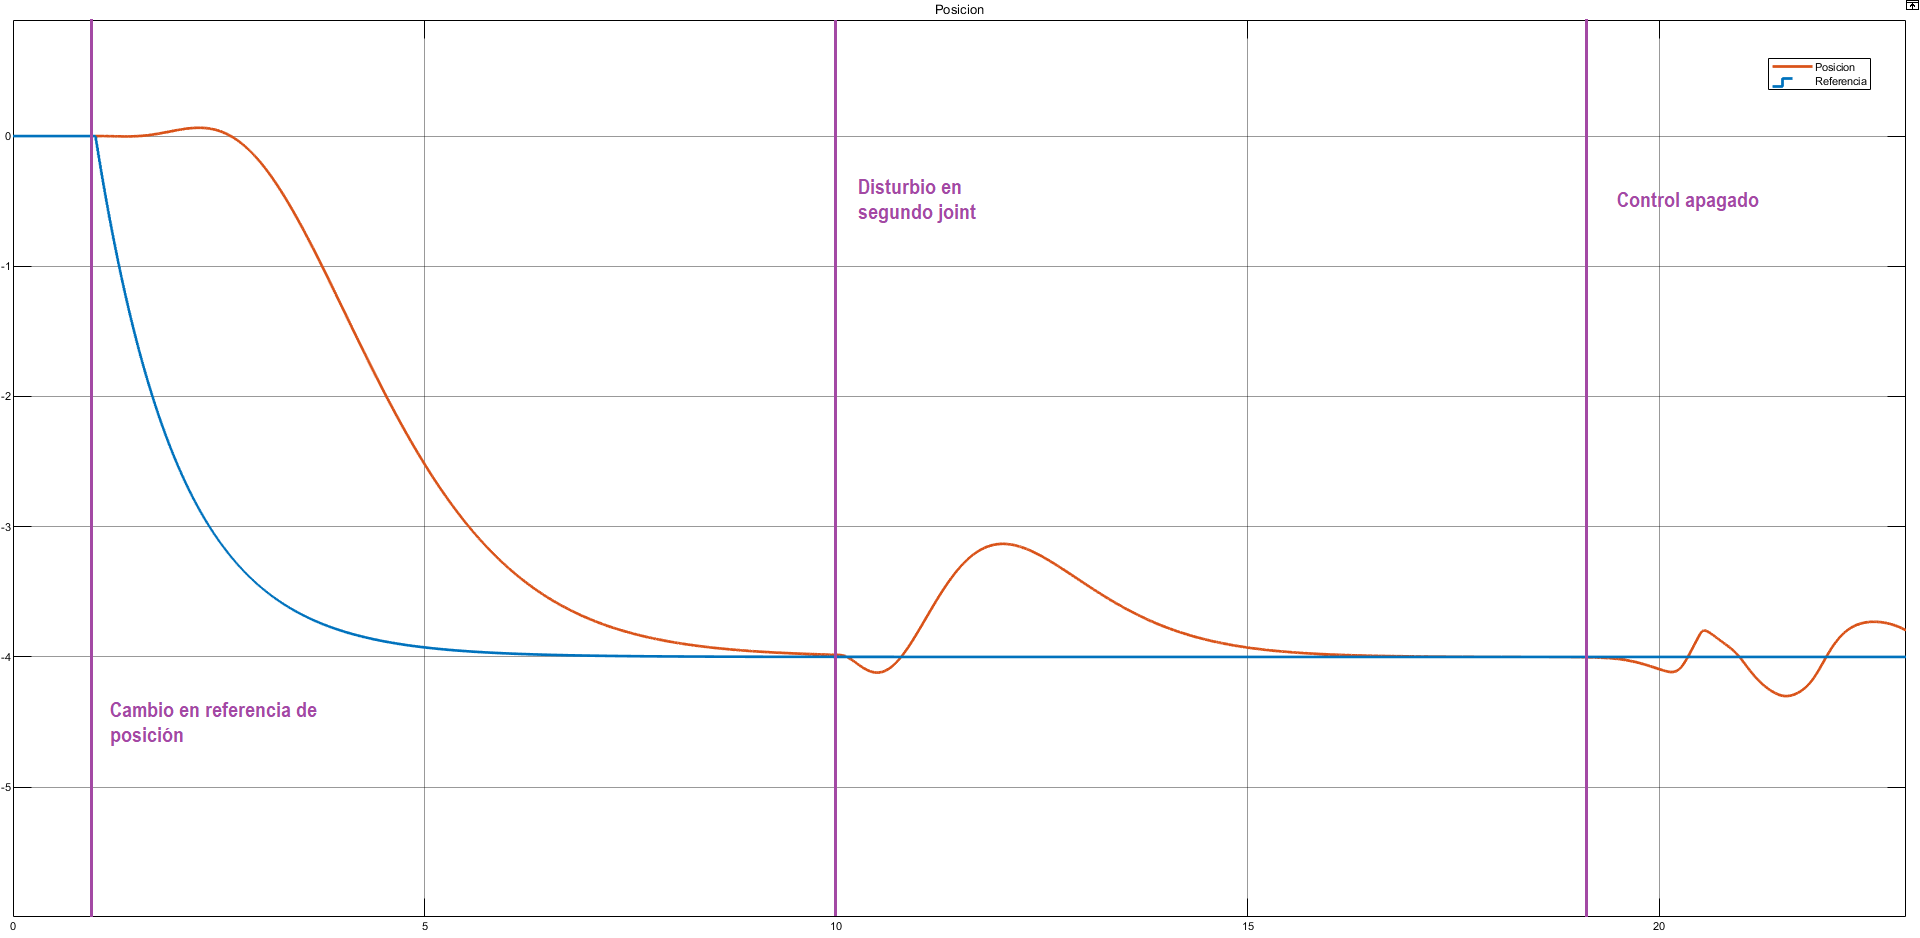 Posicion
Posicion
Referencia
0
-1
-2
-3
-4
-5
Disturbio en
segundo joint
Control apagado
Cambio en referencia de
posición
0
5
10
15
20